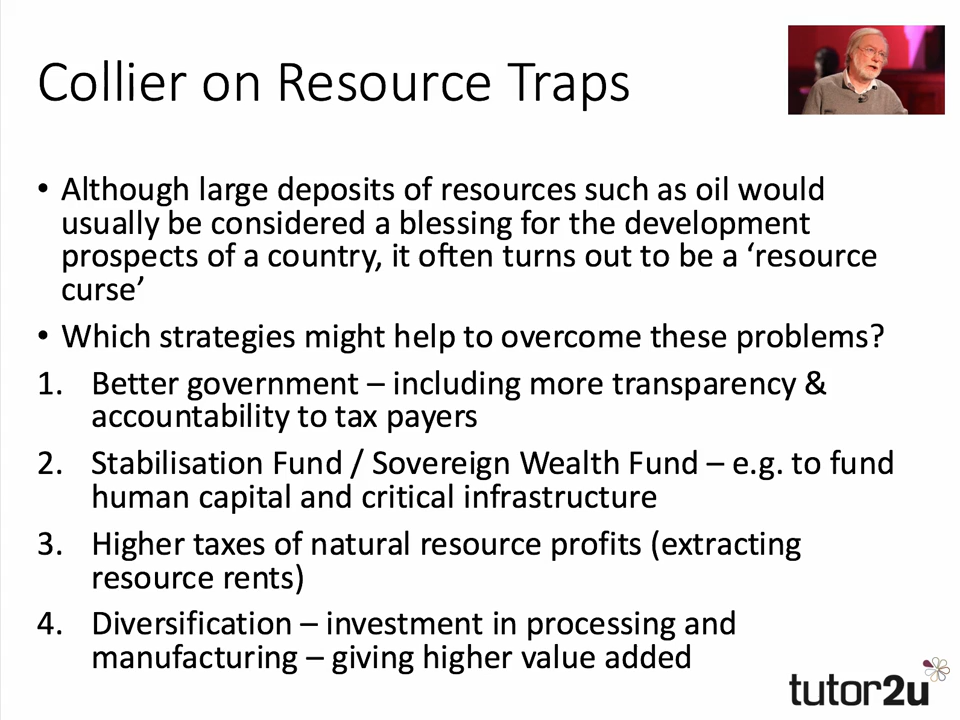 Collier on Resource Traps
• Although large deposits of resources such as oil would
usually be considered a blessing for the development
prospects of a country, it often turns out to be a ‘resource
curse’
• Which strategies might help to overcome these problems?
1. Better government – including more transparency &
accountability to tax payers
2. Stabilisation Fund / Sovereign Wealth Fund – e.g. to fund
human capital and critical infrastructure
3. Higher taxes of natural resource profits (extracting
resource rents)
4. Diversification – investment in processing and
manufacturing – giving higher value added
tutor2u